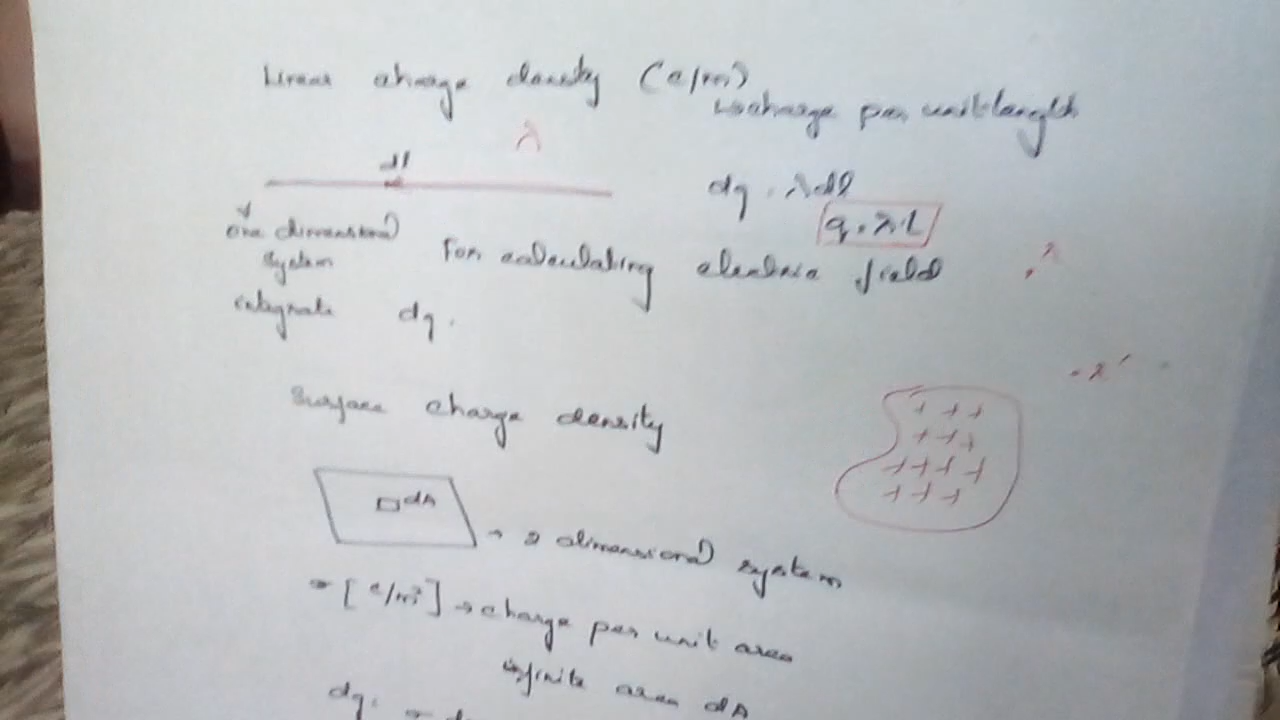 Linear charge density (c/m)
↳ charge per unit length
λ
dl
dq = λdl
q = λL
one dimensional
system
For calculating electric field
integrate dq.
Surface charge density
+ + +
+ + +
+ + + +
+ + +
dA
→ 2 dimensional system
σ [c/m²] → charge per unit area
infinite area dA
dq =